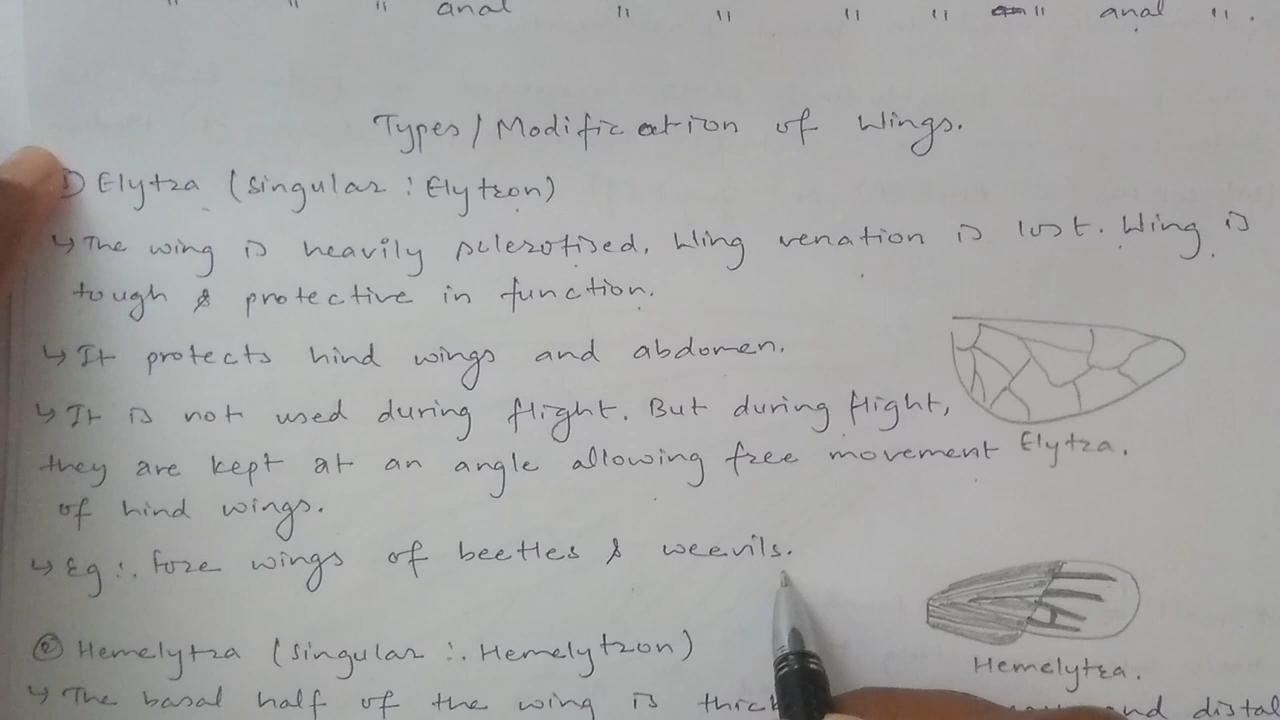 " " " anal " " " " " anal " .
Types/Modification of Wings.
① Elytra (Singular : Elytron)
↳ The wing is heavily sclerotised. Wing venation is lost. Wing is
tough & protective in function.
↳ It protects hind wings and abdomen.
↳ It is not used during flight. But during flight,
they are kept at an angle allowing free movement
of hind wings.
Elytra.
↳ Eg :. Fore wings of beetles & weevils.
② Hemelytra (Singular :. Hemelytron)
Hemelytra.
↳ The basal half of the wing is thick and distal